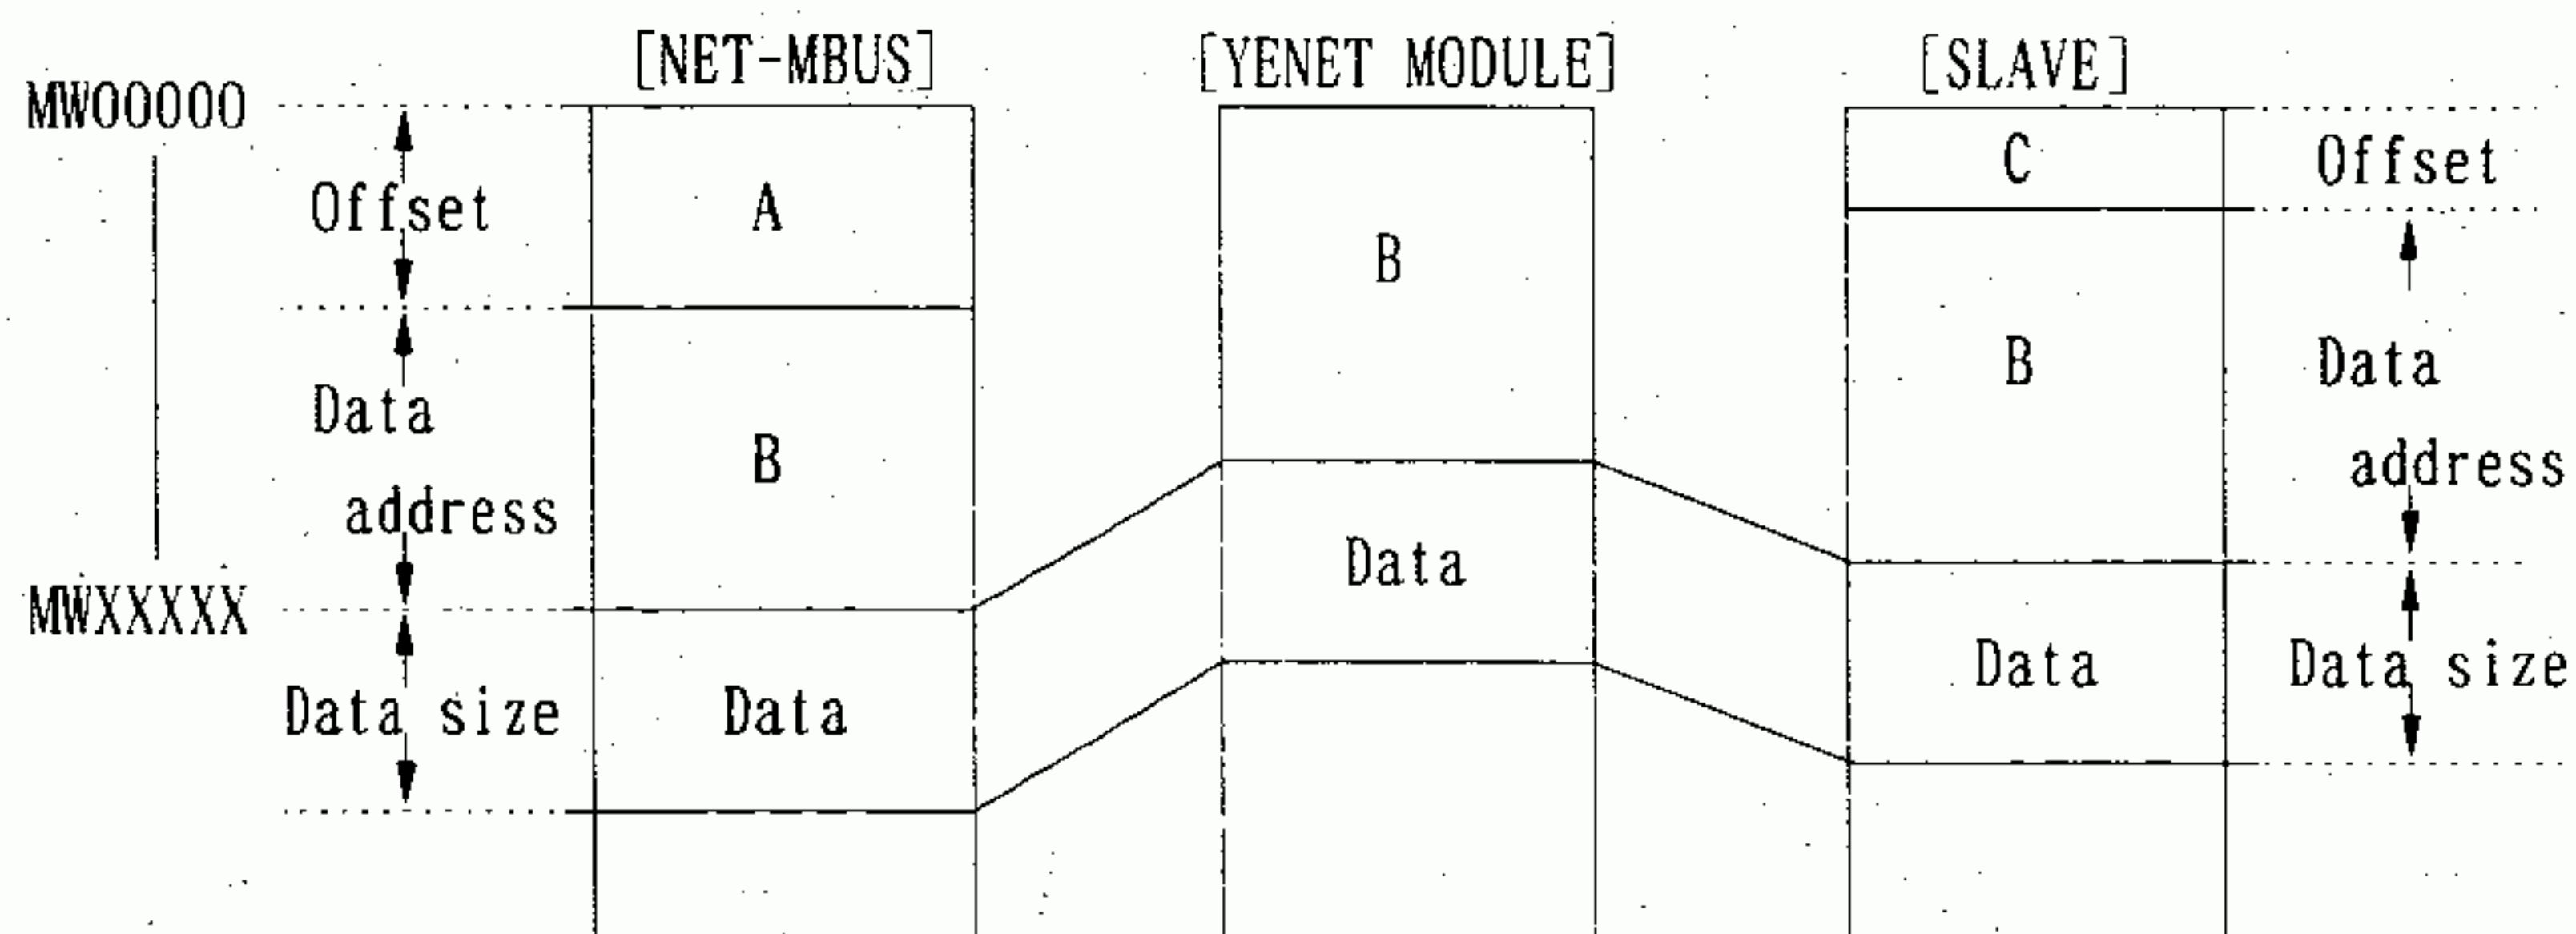 [NET-MBUS] [YENET MODULE] [SLAVE]
MW00000
A
Offset
B
C
Offset
Data
address
B
B
Data
address
MWXXXXX
Data
Data size
Data
Data
Data size